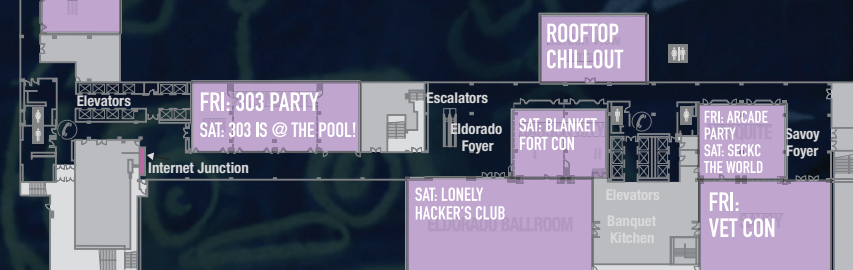 ROOFTOP
CHILLOUT
Elevators
FRI: 303 PARTY
SAT: 303 IS @ THE POOL!
Escalators
Eldorado
Foyer
SAT: BLANKET
FORT CON
FRI: ARCADE
PARTY
SAT: SECKC
THE WORLD
Savoy
Foyer
Internet Junction
SAT: LONELY
HACKER'S CLUB
ELDORADO BALLROOM
Elevators
Banquet
Kitchen
FRI:
VET CON